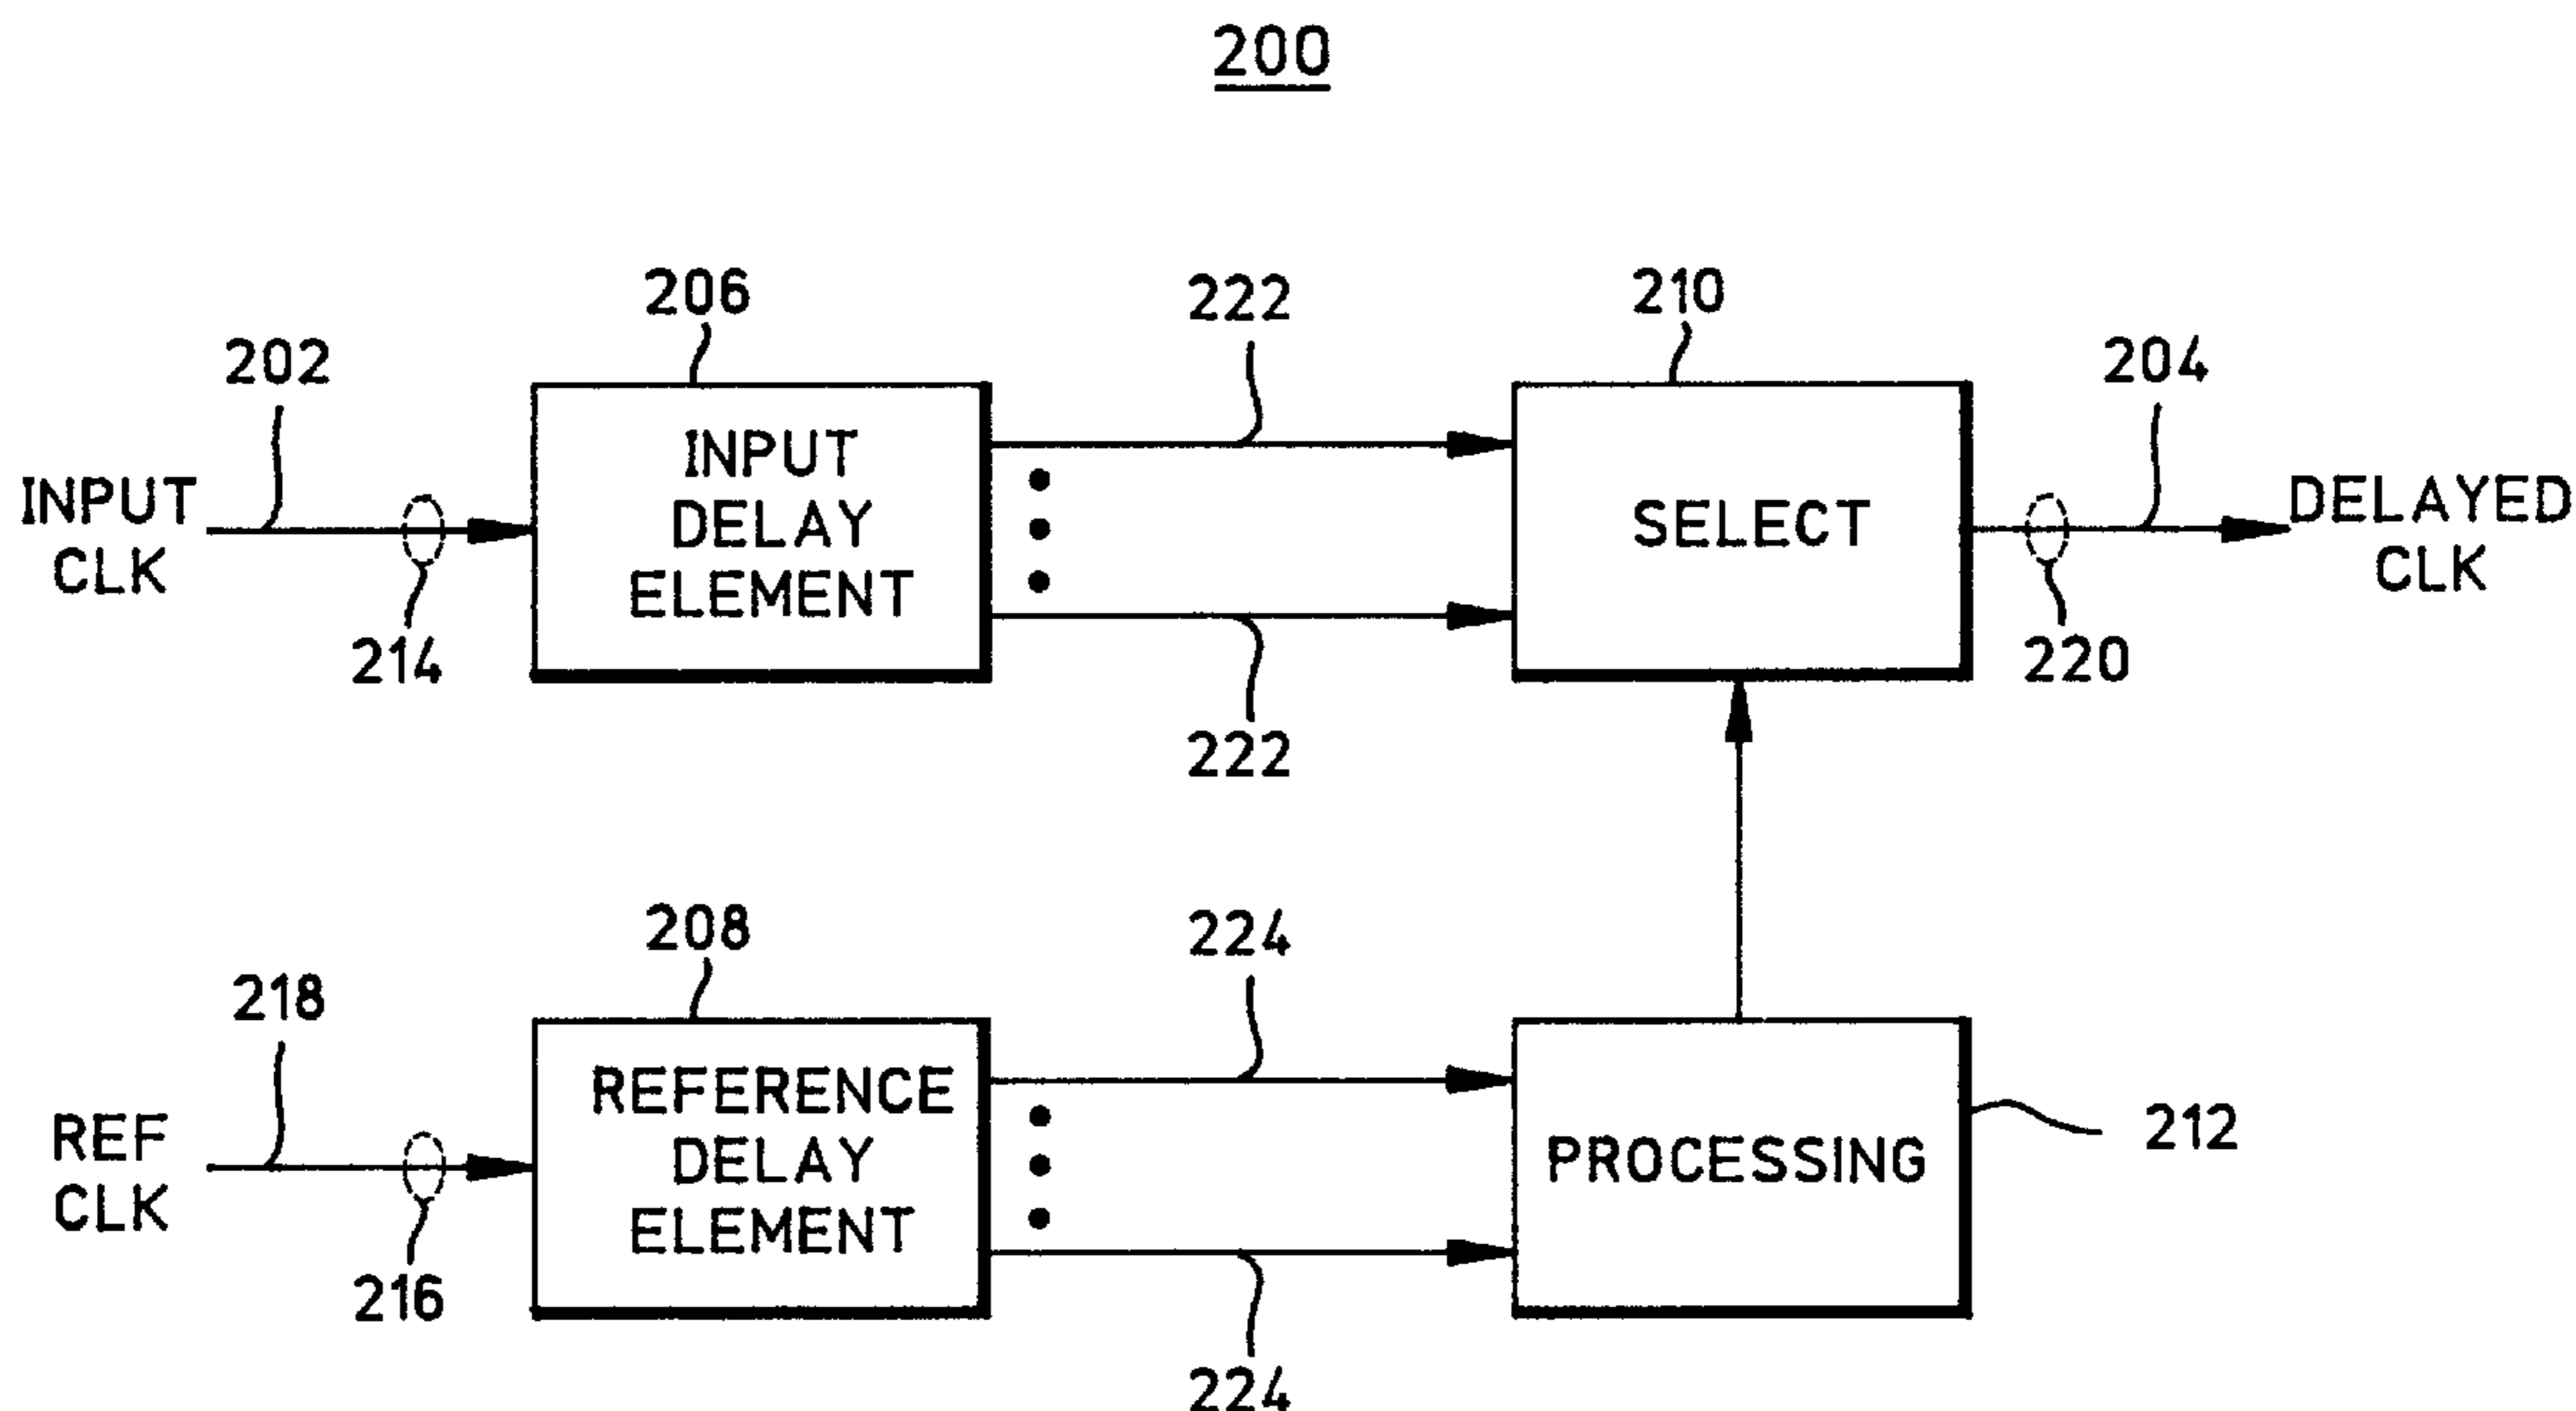 200
206
222
210
202
204
INPUT
CLK
INPUT
DELAY
ELEMENT
SELECT
DELAYED
CLK
214
220
222
208
224
218
REF
CLK
REFERENCE
DELAY
ELEMENT
PROCESSING
212
216
224